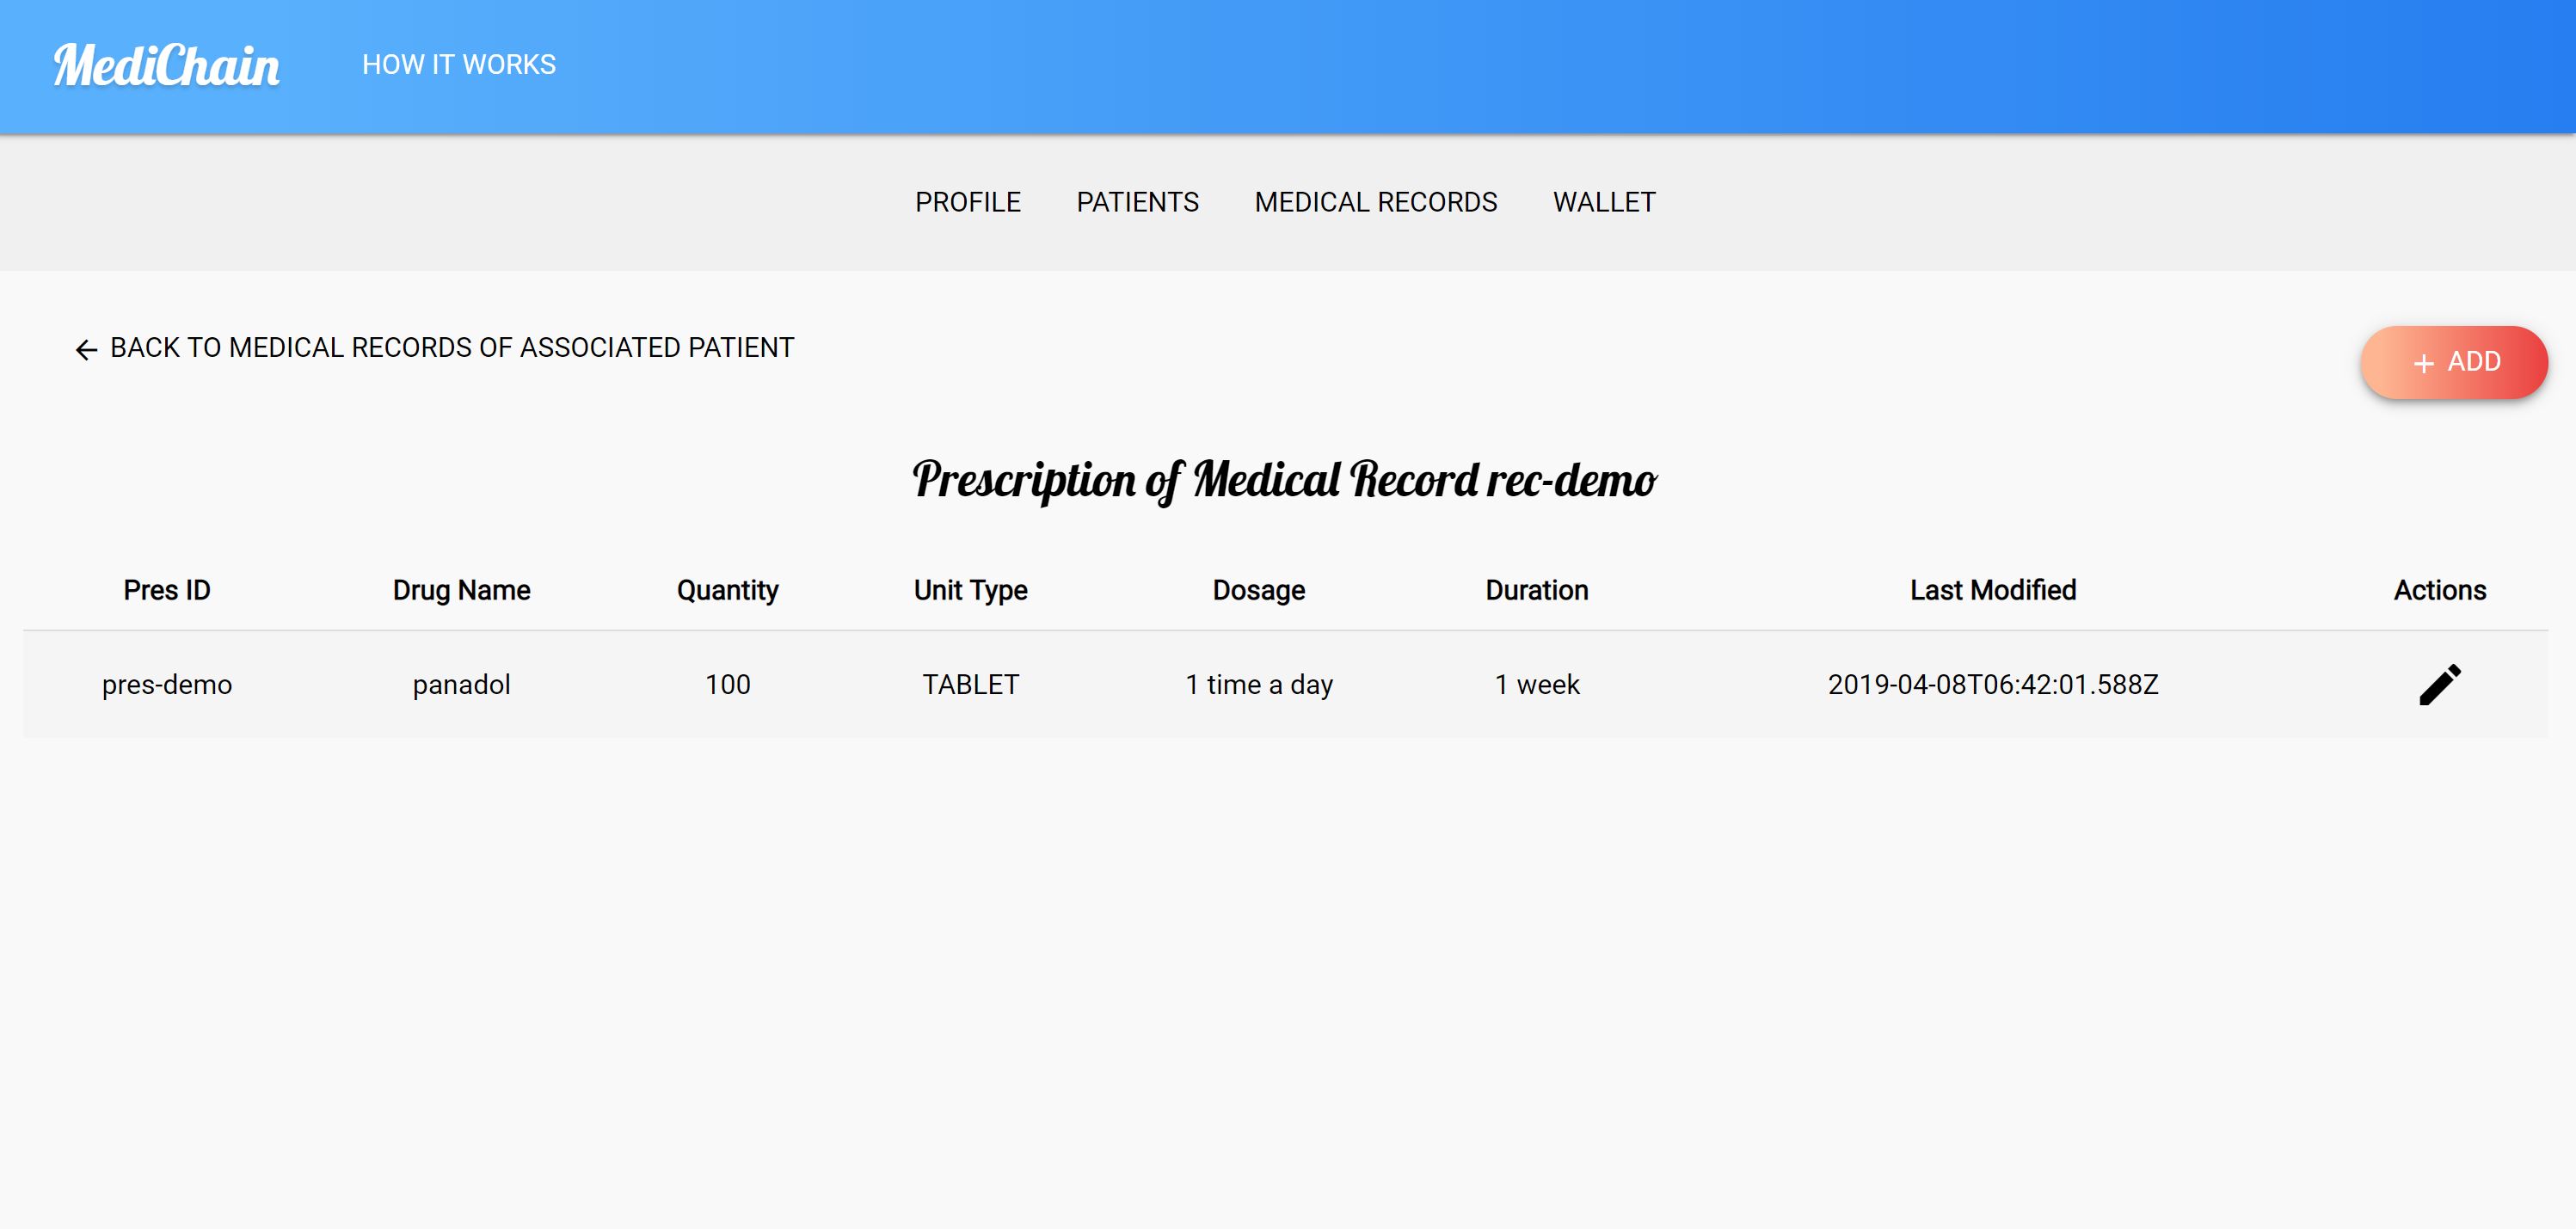 MediChain HOW IT WORKS
PROFILE PATIENTS MEDICAL RECORDS WALLET
BACK TO MEDICAL RECORDS OF ASSOCIATED PATIENT
+ ADD
Prescription of Medical Record rec-demo
Pres ID Drug Name Quantity Unit Type Dosage Duration Last Modified Actions
pres-demo panadol 100 TABLET 1 time a day 1 week 2019-04-08T06:42:01.588Z